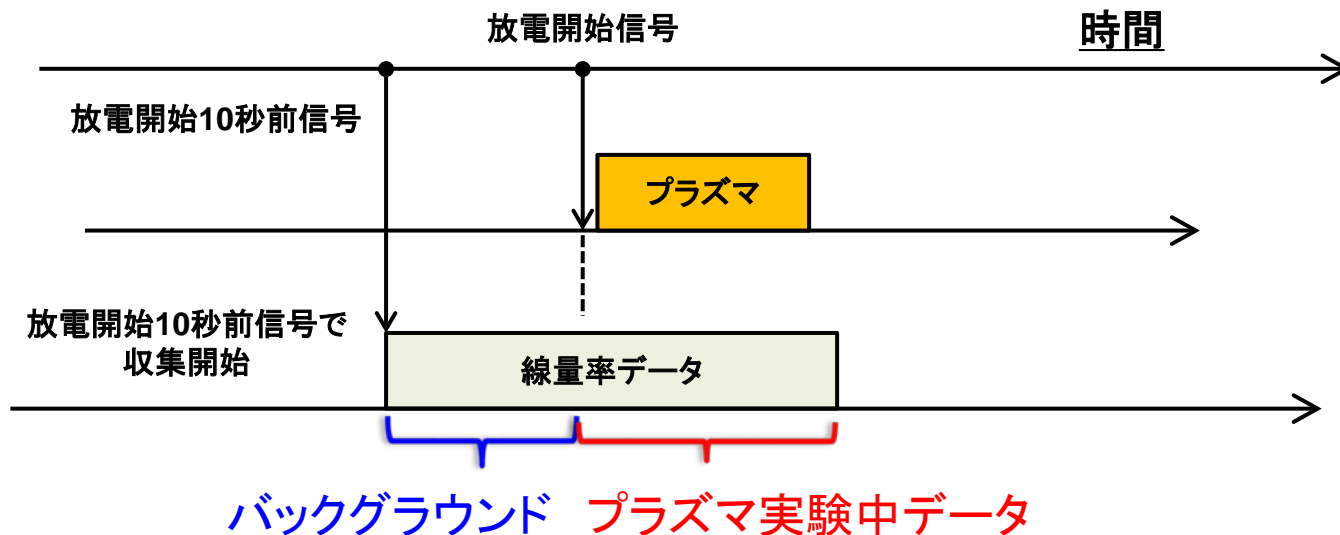 放電開始信号
時間
放電開始10秒前信号
プラズマ
放電開始10秒前信号で
収集開始
線量率データ
バックグラウンド
プラズマ実験中データ